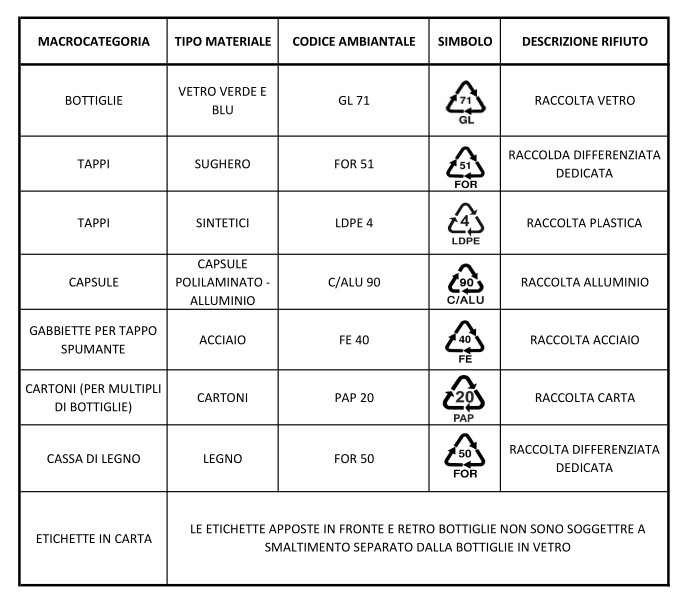 MACROCATEGORIA TIPO MATERIALE CODICE AMBIANTALE SIMBOLO DESCRIZIONE RIFIUTO
BOTTIGLIE
VETRO VERDE E
BLU
GL 71
71
GL
RACCOLTA VETRO
TAPPI
SUGHERO
FOR 51
51
FOR
RACCOLDA DIFFERENZIATA
DEDICATA
TAPPI
SINTETICI
LDPE 4
4
LDPE
RACCOLTA PLASTICA
CAPSULE
CAPSULE
POLILAMINATO -
ALLUMINIO
C/ALU 90
90
C/ALU
RACCOLTA ALLUMINIO
GABBIETTE PER TAPPO
SPUMANTE
ACCIAIO
FE 40
40
FE
RACCOLTA ACCIAIO
CARTONI (PER MULTIPLI
DI BOTTIGLIE)
CARTONI
PAP 20
20
PAP
RACCOLTA CARTA
CASSA DI LEGNO
LEGNO
FOR 50
50
FOR
RACCOLTA DIFFERENZIATA
DEDICATA
ETICHETTE IN CARTA
LE ETICHETTE APPOSTE IN FRONTE E RETRO BOTTIGLIE NON SONO SOGGETTRE A
SMALTIMENTO SEPARATO DALLA BOTTIGLIE IN VETRO